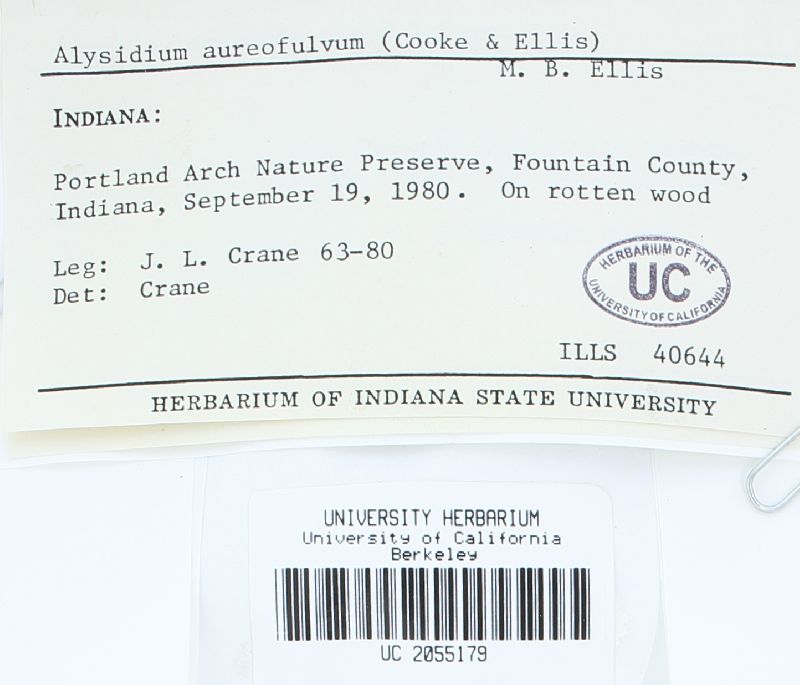 Alysidium aureofulvum (Cooke & Ellis)
M. B. Ellis
INDIANA:
Portland Arch Nature Preserve, Fountain County,
Indiana, September 19, 1980. On rotten wood
Leg: J. L. Crane 63-80
Det: Crane
HERBARIUM OF THE
UC
UNIVERSITY OF CALIFORNIA
ILLS 40644
HERBARIUM OF INDIANA STATE UNIVERSITY
UNIVERSITY HERBARIUM
University of California
Berkeley
UC 2055179